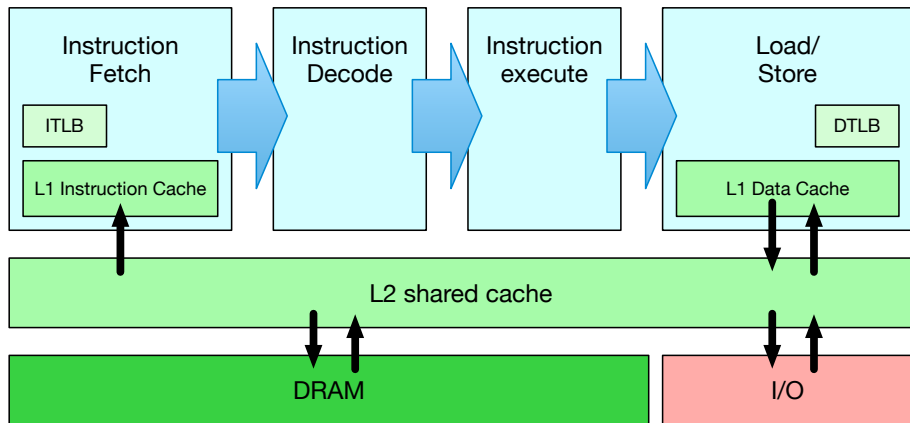 Instruction
Fetch
Instruction
Decode
Instruction
execute
Load/
Store
ITLB
DTLB
L1 Instruction Cache
L1 Data Cache
L2 shared cache
DRAM
I/O